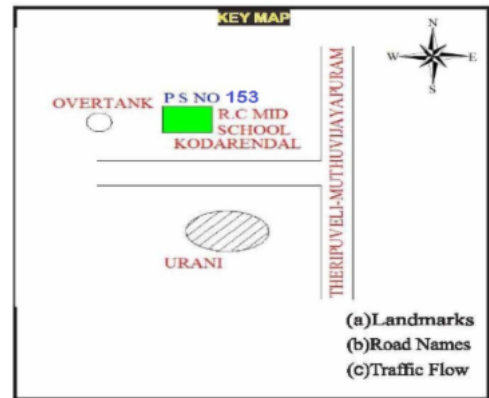 KEY MAP
N
W
E
S
OVERTANK
P S NO 153
R.C MID
SCHOOL
KODARENDAL
THERIPUVELI-MUTHUVIJAYAPURAM
URANI
(a)Landmarks
(b)Road Names
(c)Traffic Flow